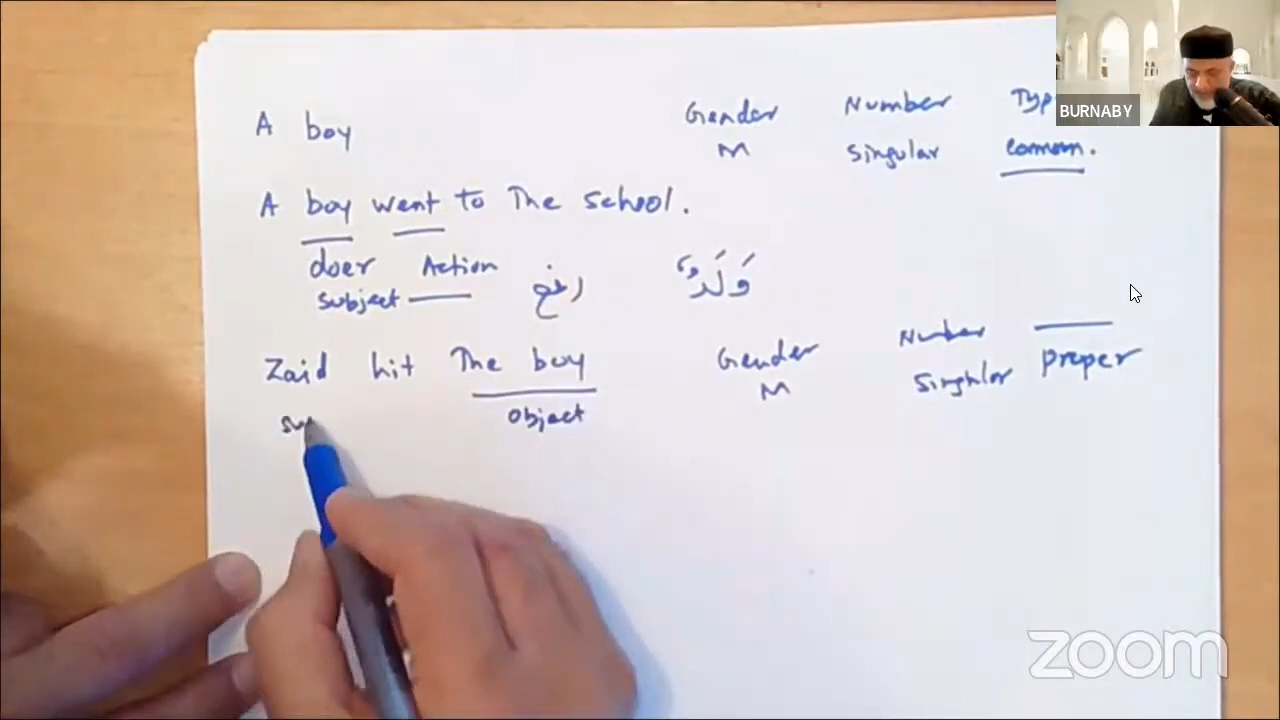 BURNABY
A boy Gender Number Typ
M Singular Common.
A boy went to The school.
doer Action
Subject رفع وَلَدٌ
Zaid hit The boy Gender Number
M Singular proper
su object
zoom